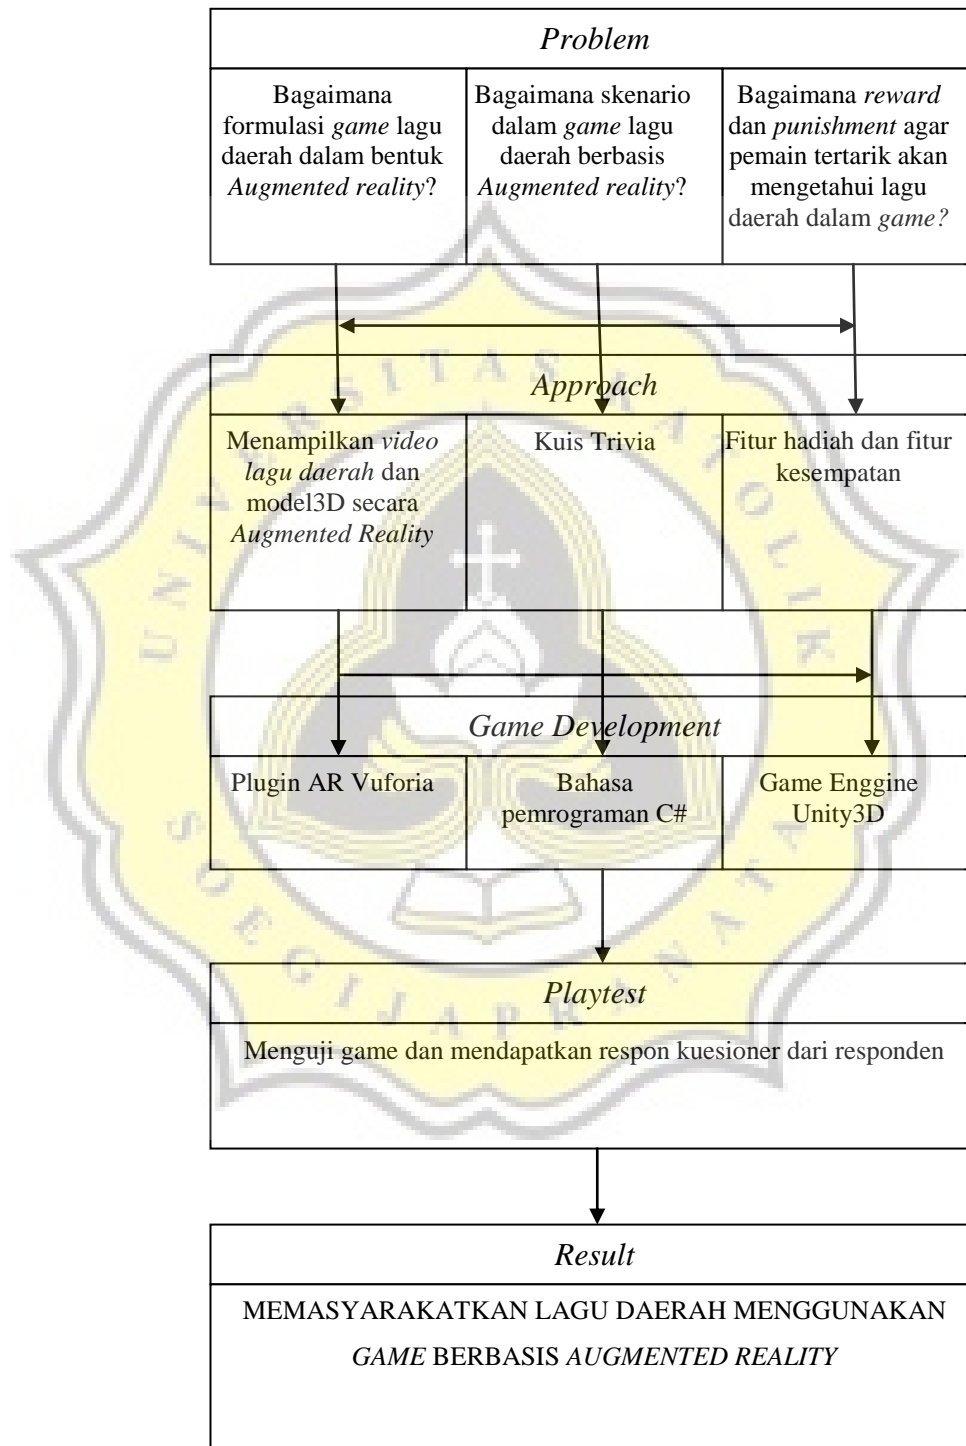 Problem
Bagaimana
formulasi game lagu
daerah dalam bentuk
Augmented reality?
Bagaimana skenario
dalam game lagu
daerah berbasis
Augmented reality?
Bagaimana reward
dan punishment agar
pemain tertarik akan
mengetahui lagu
daerah dalam game?
Approach
Menampilkan video
lagu daerah dan
model3D secara
Augmented Reality
Kuis Trivia
Fitur hadiah dan fitur
kesempatan
Game Development
Plugin AR Vuforia
Bahasa
pemrograman C#
Game Enggine
Unity3D
Playtest
Menguji game dan mendapatkan respon kuesioner dari responden
Result
MEMASYARAKATKAN LAGU DAERAH MENGGUNAKAN
GAME BERBASIS AUGMENTED REALITY
UNIVERSITAS KATOLIK
SOEGIJAPRANATA